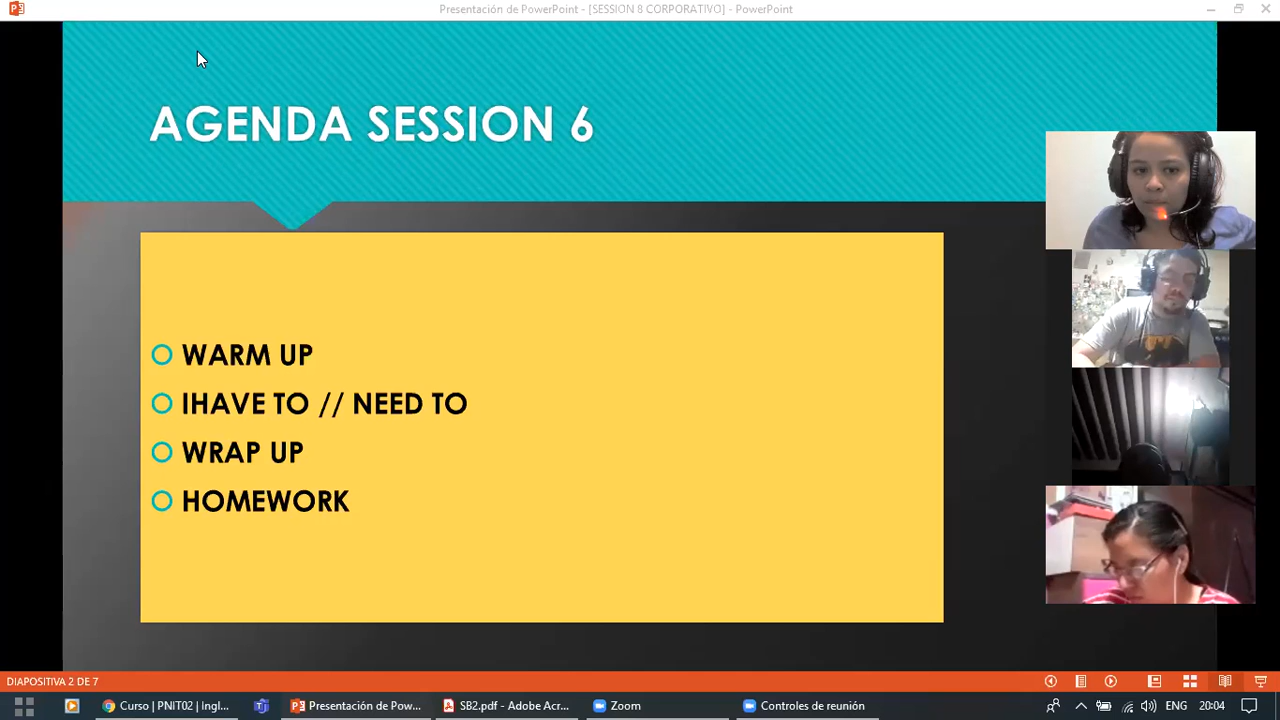 Presentación de PowerPoint - [SESSION 8 CORPORATIVO] - PowerPoint
AGENDA SESSION 6
WARM UP
IHAVE TO // NEED TO
WRAP UP
HOMEWORK
DIAPOSITIVA 2 DE 7
Curso | PNIT02 | Ingl...
Presentación de Pow...
SB2.pdf - Adobe Acr...
Zoom
Controles de reunión
ENG
20:04